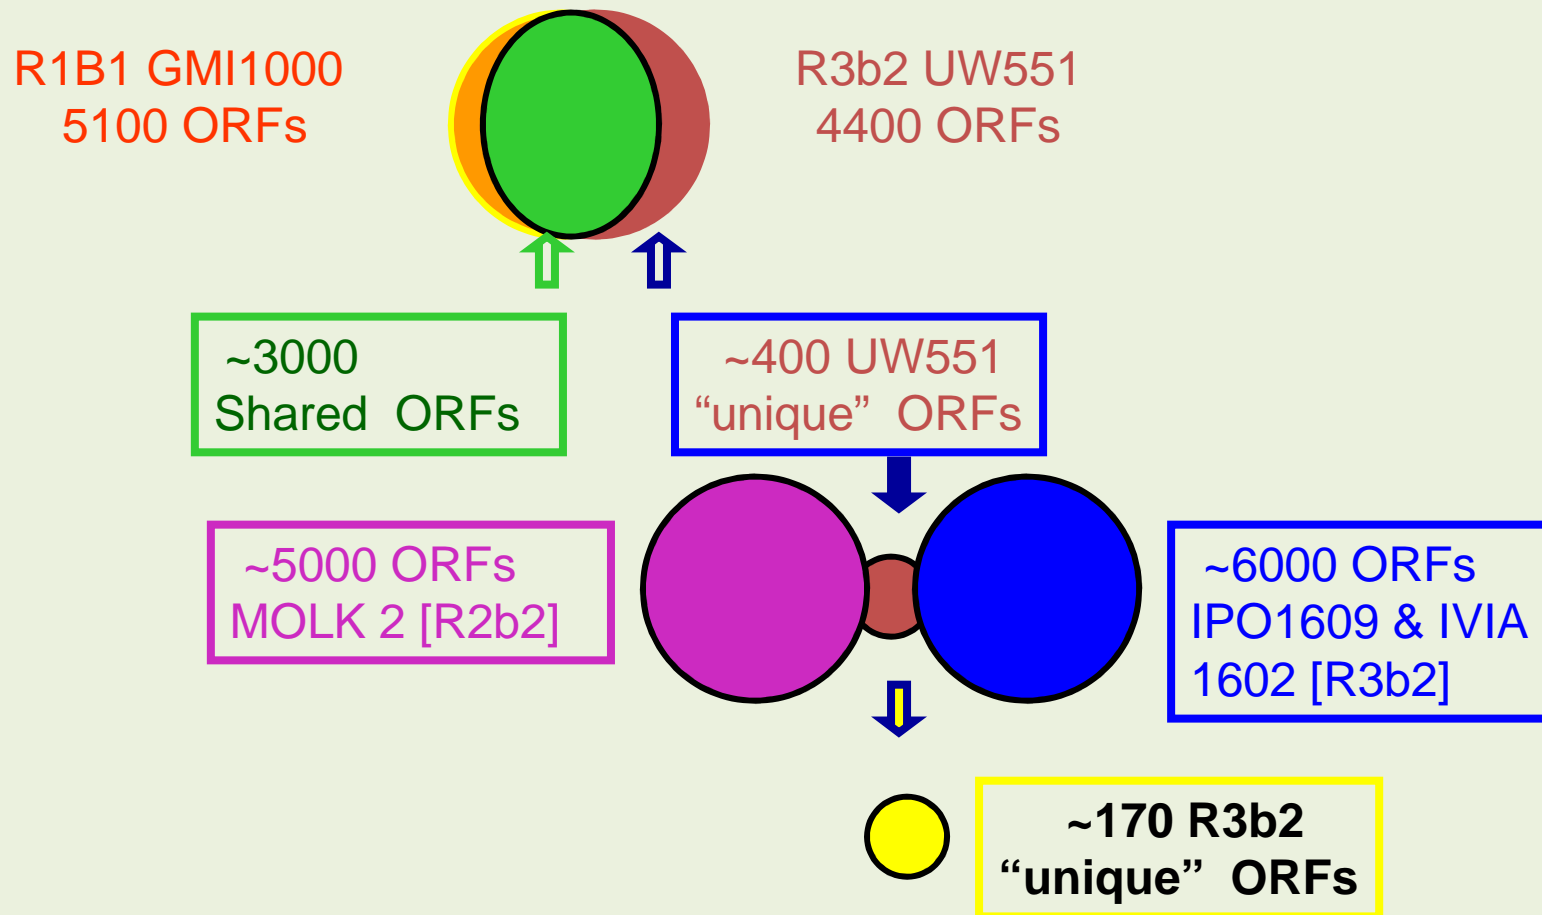 R1B1 GMI1000
5100 ORFs
R3b2 UW551
4400 ORFs
~3000
Shared ORFs
~400 UW551
“unique” ORFs
~5000 ORFs
MOLK 2 [R2b2]
~6000 ORFs
IPO1609 & IVIA
1602 [R3b2]
~170 R3b2
“unique” ORFs